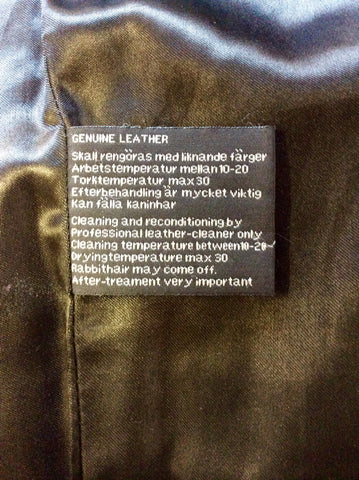 GENUINE LEATHER
Skall rengöras med liknande färger
Arbetstemperatur mellan 10-20
Torktemperatur max 30
Efterbehandling är mycket viktig
Kan fälla kaninhår
Cleaning and reconditioning by
Professional leather-cleaner only
Cleaning temperature between 10-20
Dryingtemperature max 30
Rabbithair may come off.
After-treament very important